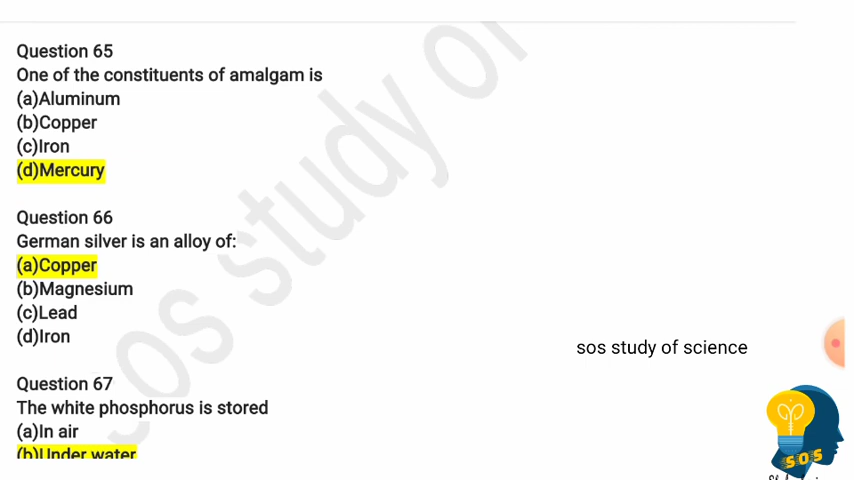 Question 65
One of the constituents of amalgam is
(a)Aluminum
(b)Copper
(c)Iron
(d)Mercury
Question 66
German silver is an alloy of:
(a)Copper
(b)Magnesium
(c)Lead
(d)Iron
sos study of science
Question 67
The white phosphorus is stored
(a)In air
(b)Under water
sos study of
SOS